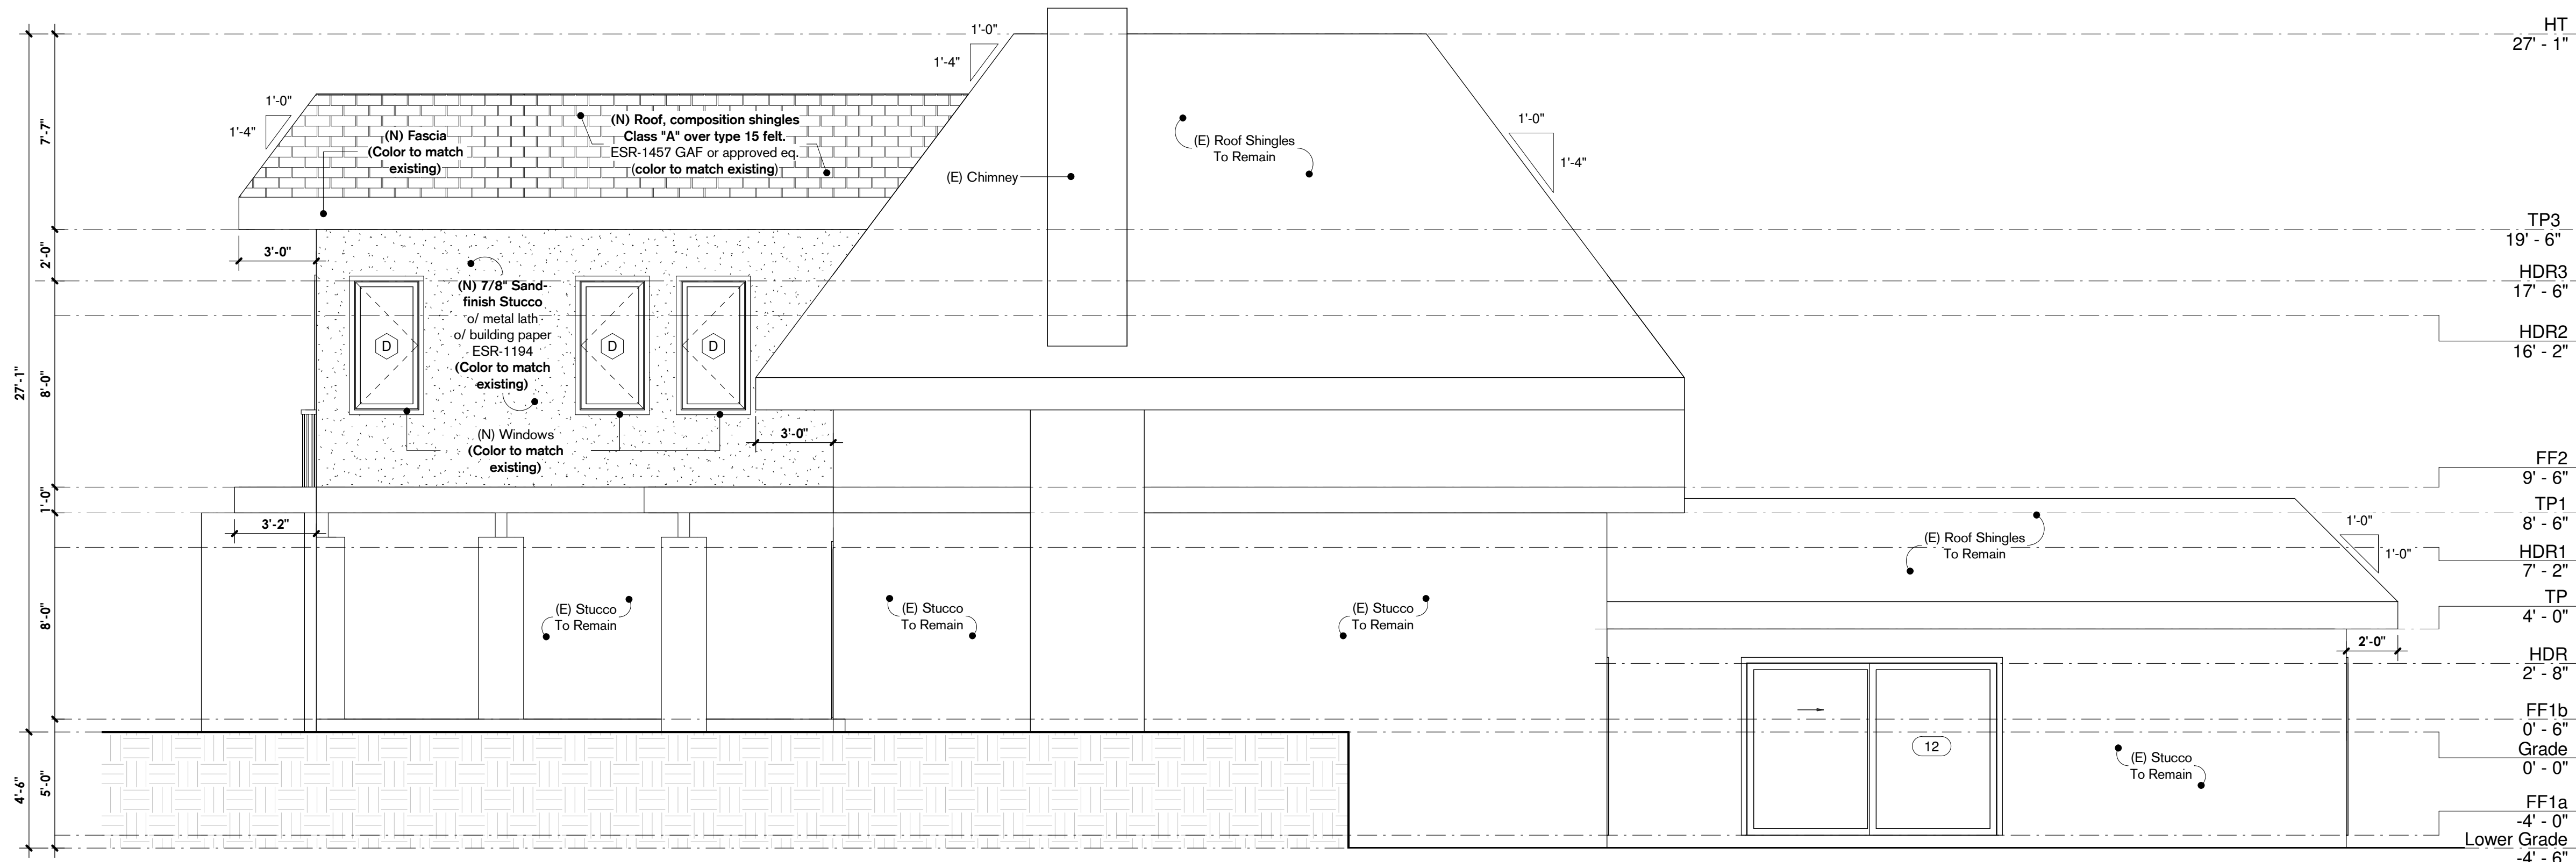 1'-0"
1'-4"
1'-0"
1'-4"
(N) Fascia
(Color to match
existing)
(N) Roof, composition shingles
Class "A" over type 15 felt.
ESR-1457 GAF or approved eq.
(color to match existing)
(E) Chimney
(E) Roof Shingles
To Remain
1'-0"
1'-4"
HT
27' - 1"
TP3
19' - 6"
HDR3
17' - 6"
HDR2
16' - 2"
FF2
9' - 6"
TP1
8' - 6"
HDR1
7' - 2"
TP
4' - 0"
HDR
2' - 8"
FF1b
0' - 6"
Grade
0' - 0"
FF1a
-4' - 0"
Lower Grade
-4' - 6"
27'-1"
4'-6"
7'-7"
2'-0"
8'-0"
1'-0"
8'-0"
5'-0"
3'-0"
(N) 7/8" Sand-
finish Stucco
o/ metal lath
o/ building paper
ESR-1194
(Color to match
existing)
D
D
D
(N) Windows
(Color to match
existing)
3'-0"
3'-2"
(E) Stucco
To Remain
(E) Stucco
To Remain
(E) Stucco
To Remain
(E) Roof Shingles
To Remain
1'-0"
1'-0"
2'-0"
12
(E) Stucco
To Remain